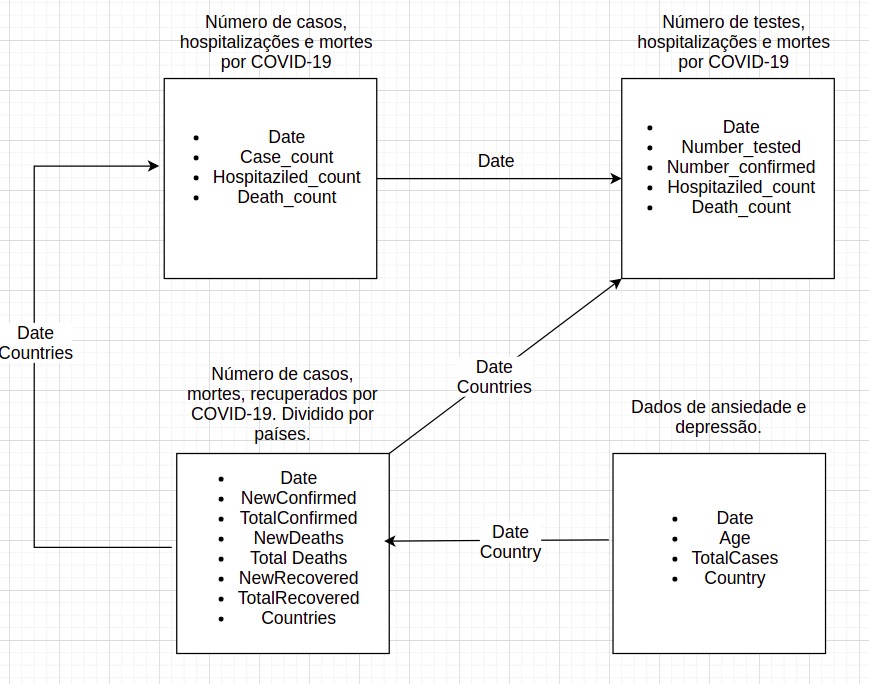 Número de casos,
hospitalizações e mortes
por COVID-19
Date
Case_count
Hospitaziled_count
Death_count
Date
Número de testes,
hospitalizações e mortes
por COVID-19
Date
Number_tested
Number_confirmed
Hospitaziled_count
Death_count
Date
Countries
Date
Countries
Número de casos,
mortes, recuperados por
COVID-19. Dividido por
países.
Date
NewConfirmed
TotalConfirmed
NewDeaths
Total Deaths
NewRecovered
TotalRecovered
Countries
Date
Country
Dados de ansiedade e
depressão.
Date
Age
TotalCases
Country